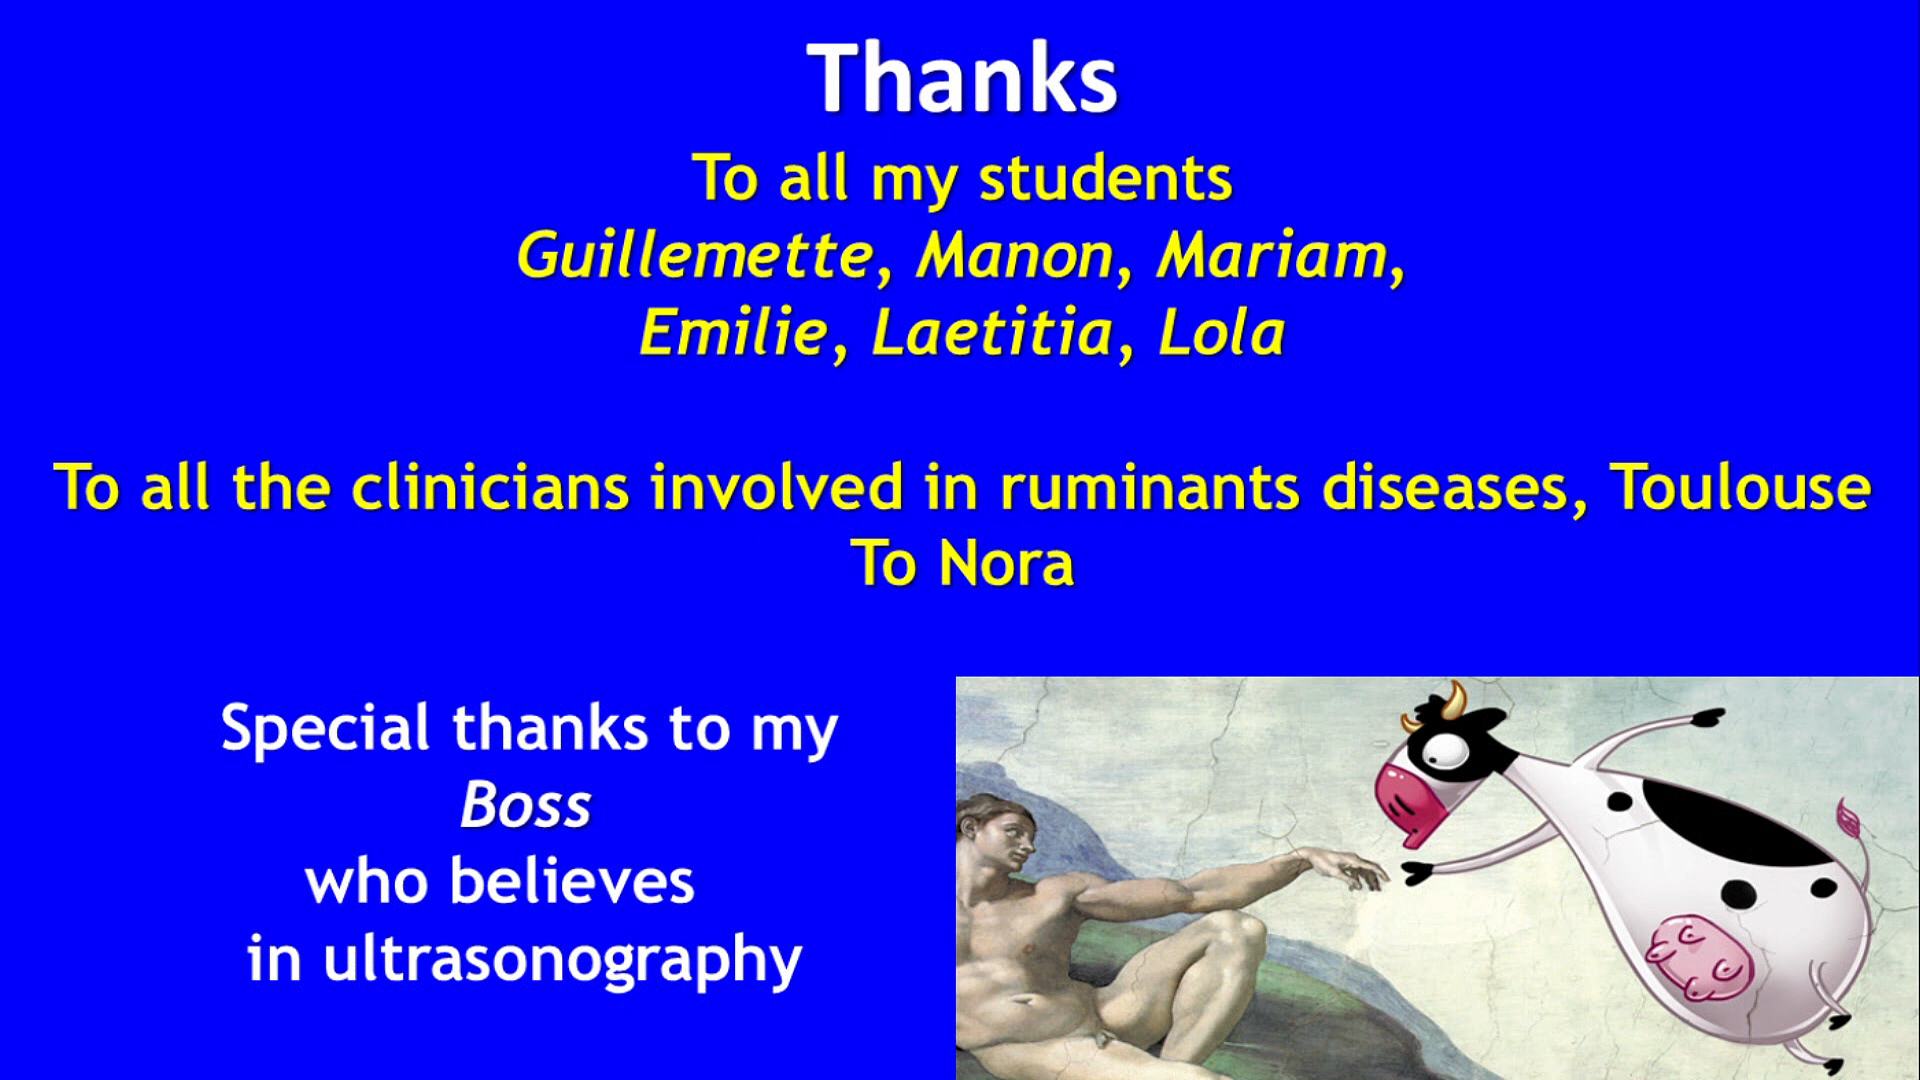 Thanks
To all my students
Guillemette, Manon, Mariam,
Emilie, Laetitia, Lola
To all the clinicians involved in ruminants diseases, Toulouse
To Nora
Special thanks to my
Boss
who believes
in ultrasonography